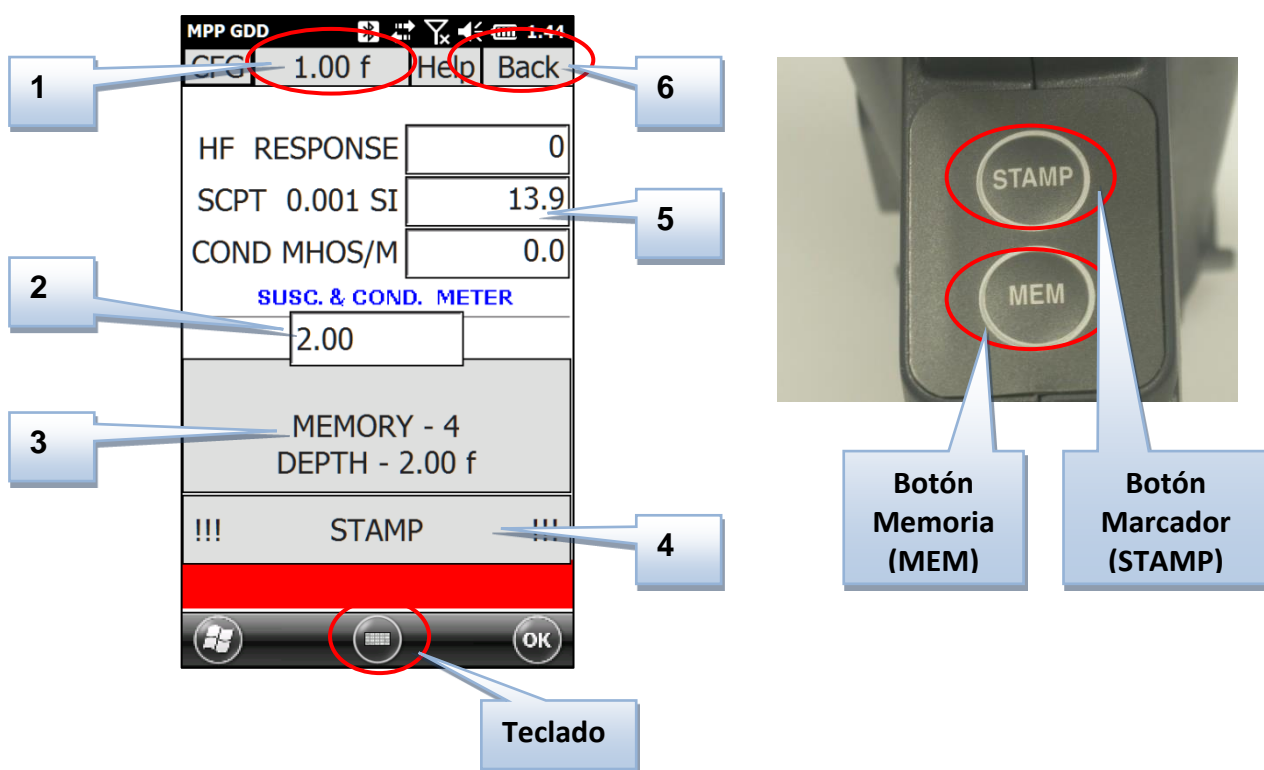 MPP GDD 1:44
CFG 1.00 f Help Back
1
6
HF RESPONSE 0
SCPT 0.001 SI 13.9
5
COND MHOS/M 0.0
2
SUSC. & COND. METER
2.00
3
MEMORY - 4
DEPTH - 2.00 f
!!! STAMP !!!
4
OK
Teclado
STAMP
MEM
Botón
Memoria
(MEM)
Botón
Marcador
(STAMP)